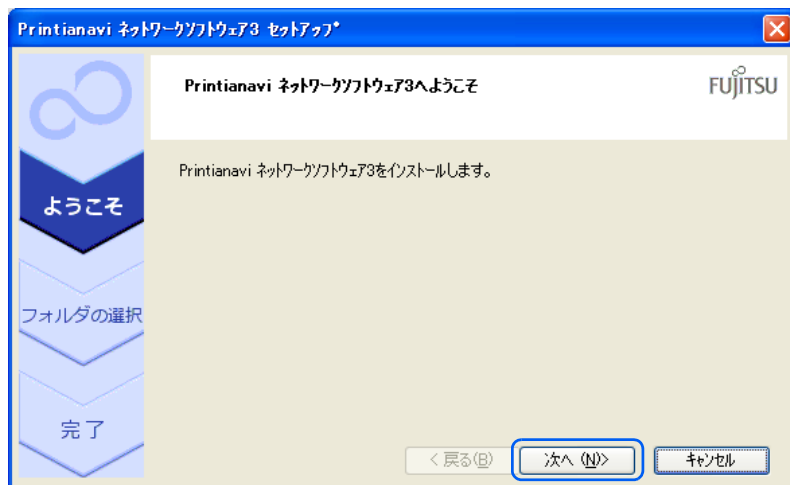 Printianavi ネットワークソフトウェア3 セットアップ
Printianavi ネットワークソフトウェア3へようこそ
FUJITSU
Printianavi ネットワークソフトウェア3をインストールします。
ようこそ
フォルダの選択
完了
< 戻る(B)
次へ (N)>
キャンセル